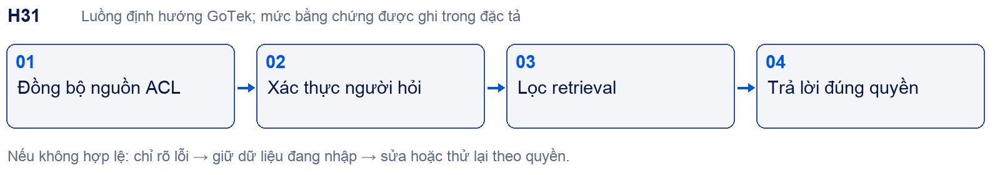 H31 Luồng định hướng GoTek; mức bằng chứng được ghi trong đặc tả
01
Đồng bộ nguồn ACL
02
Xác thực người hỏi
03
Lọc retrieval
04
Trả lời đúng quyền
Nếu không hợp lệ: chỉ rõ lỗi → giữ dữ liệu đang nhập → sửa hoặc thử lại theo quyền.